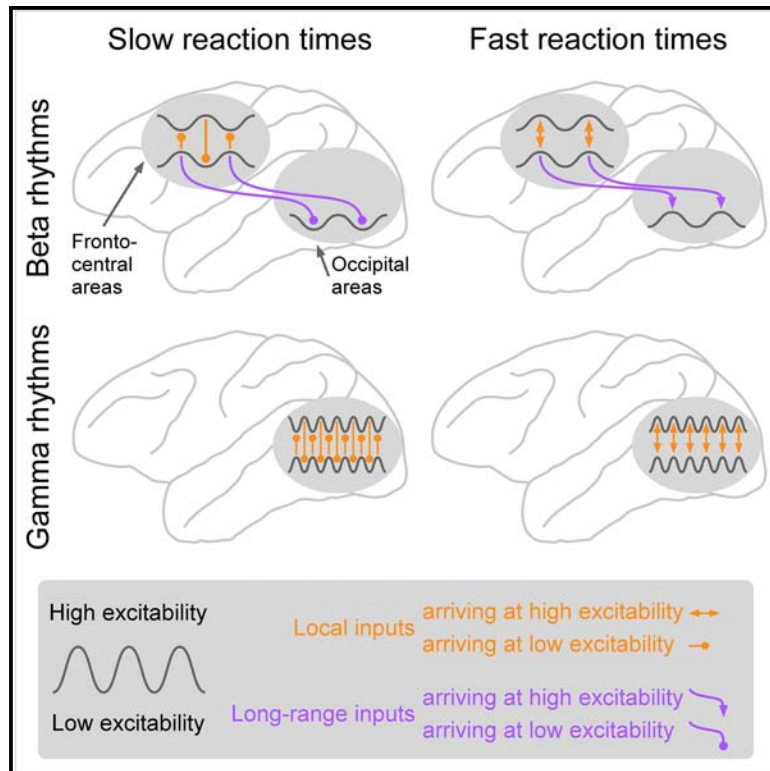 Slow reaction times
Fast reaction times
Beta rhythms
Fronto-
central
areas
Occipital
areas
Gamma rhythms
High excitability
Low excitability
Local inputs
arriving at high excitability
arriving at low excitability
Long-range inputs
arriving at high excitability
arriving at low excitability